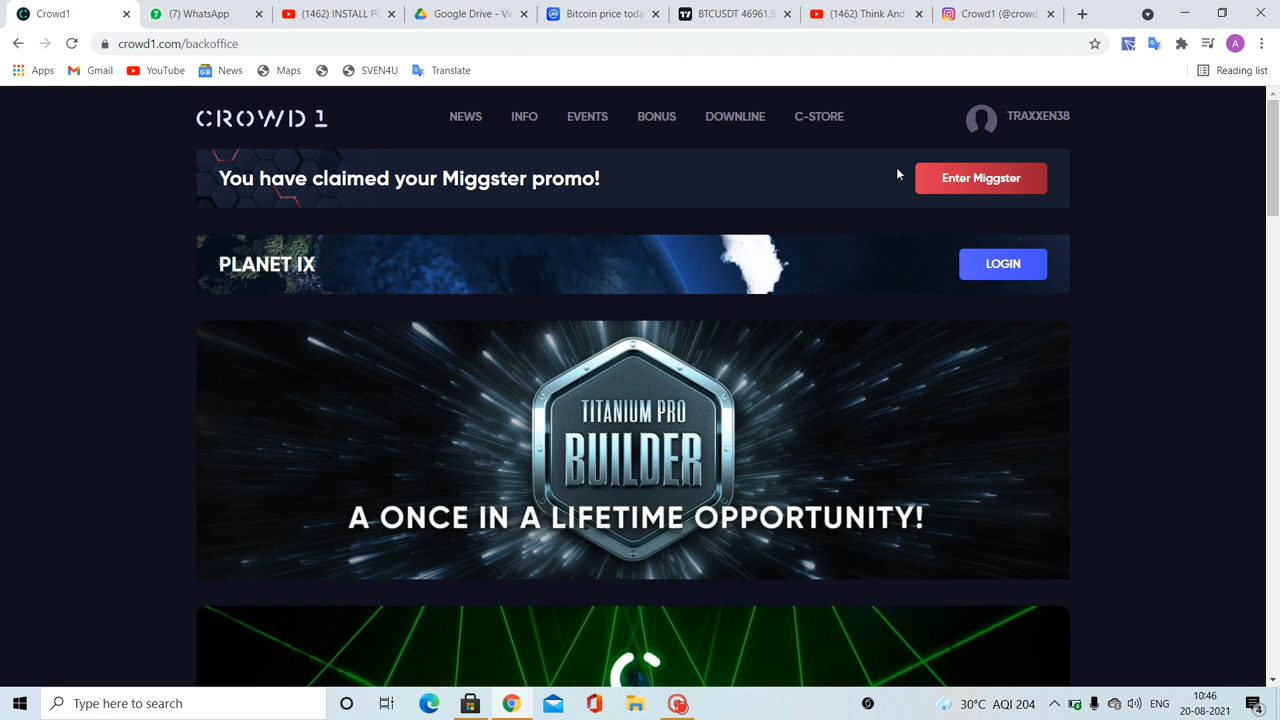 Crowd1
(7) WhatsApp
(1462) INSTALL PC
Google Drive - Vi
Bitcoin price toda
BTCUSDT 46961.9
(1462) Think And
Crowd1 (@crowd
crowd1.com/backoffice
A
Apps
Gmail
YouTube
News
Maps
SVEN4U
Translate
Reading list
CROWD 1
NEWS
INFO
EVENTS
BONUS
DOWNLINE
C-STORE
TRAXXEN38
You have claimed your Miggster promo!
Enter Miggster
PLANET IX
LOGIN
TITANIUM PRO
BUILDER
A ONCE IN A LIFETIME OPPORTUNITY!
Type here to search
30°C AQI 204
ENG
10:46
20-08-2021
4